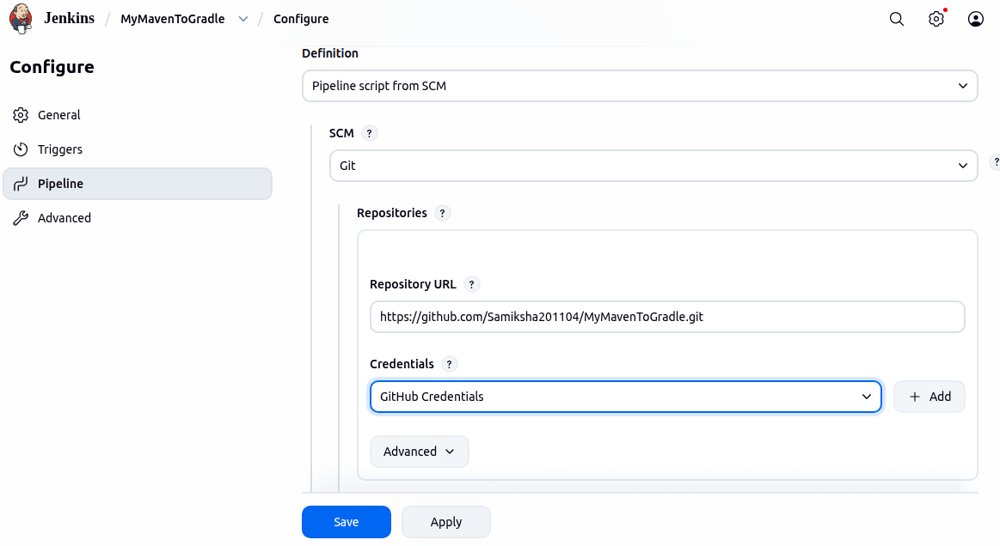 Jenkins / MyMavenToGradle / Configure
Configure
General
Triggers
Pipeline
Advanced
Definition
Pipeline script from SCM
SCM ?
Git
?
Repositories ?
Repository URL ?
https://github.com/Samiksha201104/MyMavenToGradle.git
Credentials ?
GitHub Credentials
+ Add
Advanced
Save
Apply